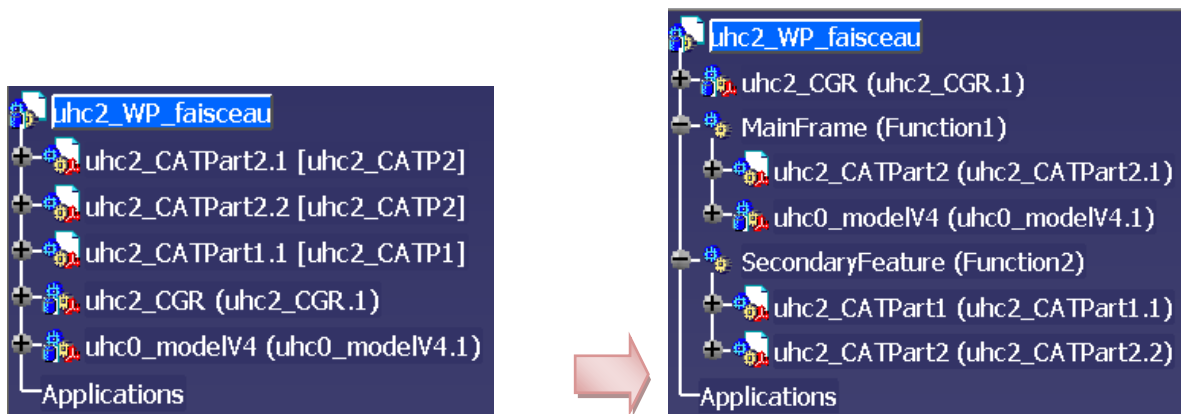 uhc2_WP_faisceau
uhc2_CATPart2.1 [uhc2_CATP2]
uhc2_CATPart2.2 [uhc2_CATP2]
uhc2_CATPart1.1 [uhc2_CATP1]
uhc2_CGR (uhc2_CGR.1)
uhc0_modelV4 (uhc0_modelV4.1)
Applications
uhc2_WP_faisceau
uhc2_CGR (uhc2_CGR.1)
MainFrame (Function1)
uhc2_CATPart2 (uhc2_CATPart2.1)
uhc0_modelV4 (uhc0_modelV4.1)
SecondaryFeature (Function2)
uhc2_CATPart1 (uhc2_CATPart1.1)
uhc2_CATPart2 (uhc2_CATPart2.2)
Applications